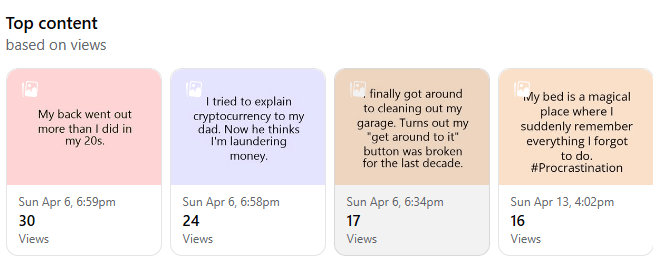 Top content
based on views
My back went out
more than I did in
my 20s.
Sun Apr 6, 6:59pm
30
Views
I tried to explain
cryptocurrency to my
dad. Now he thinks
I'm laundering
money.
Sun Apr 6, 6:58pm
24
Views
finally got around
to cleaning out my
garage. Turns out my
"get around to it"
button was broken
for the last decade.
Sun Apr 6, 6:34pm
17
Views
My bed is a magical
place where I
suddenly remember
everything I forgot
to do.
#Procrastination
Sun Apr 13, 4:02pm
16
Views